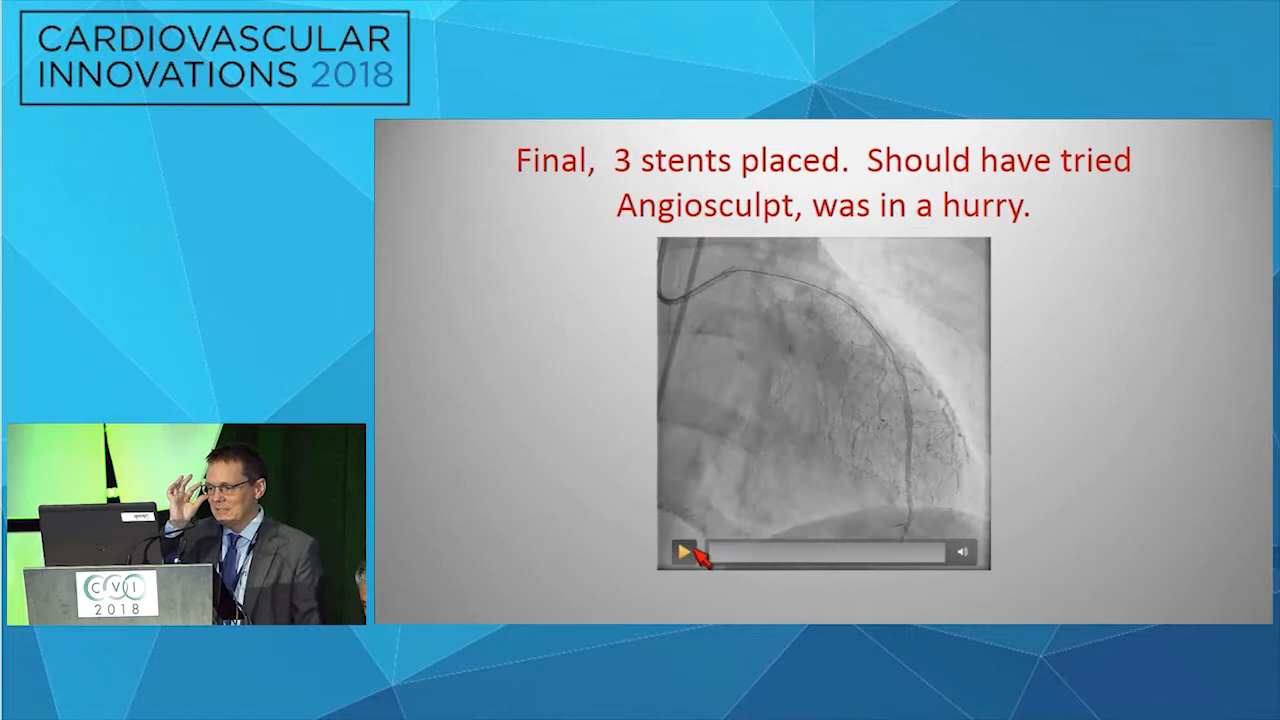 CARDIOVASCULAR
INNOVATIONS 2018
Final, 3 stents placed. Should have tried
Angiosculpt, was in a hurry.
CVI
2018